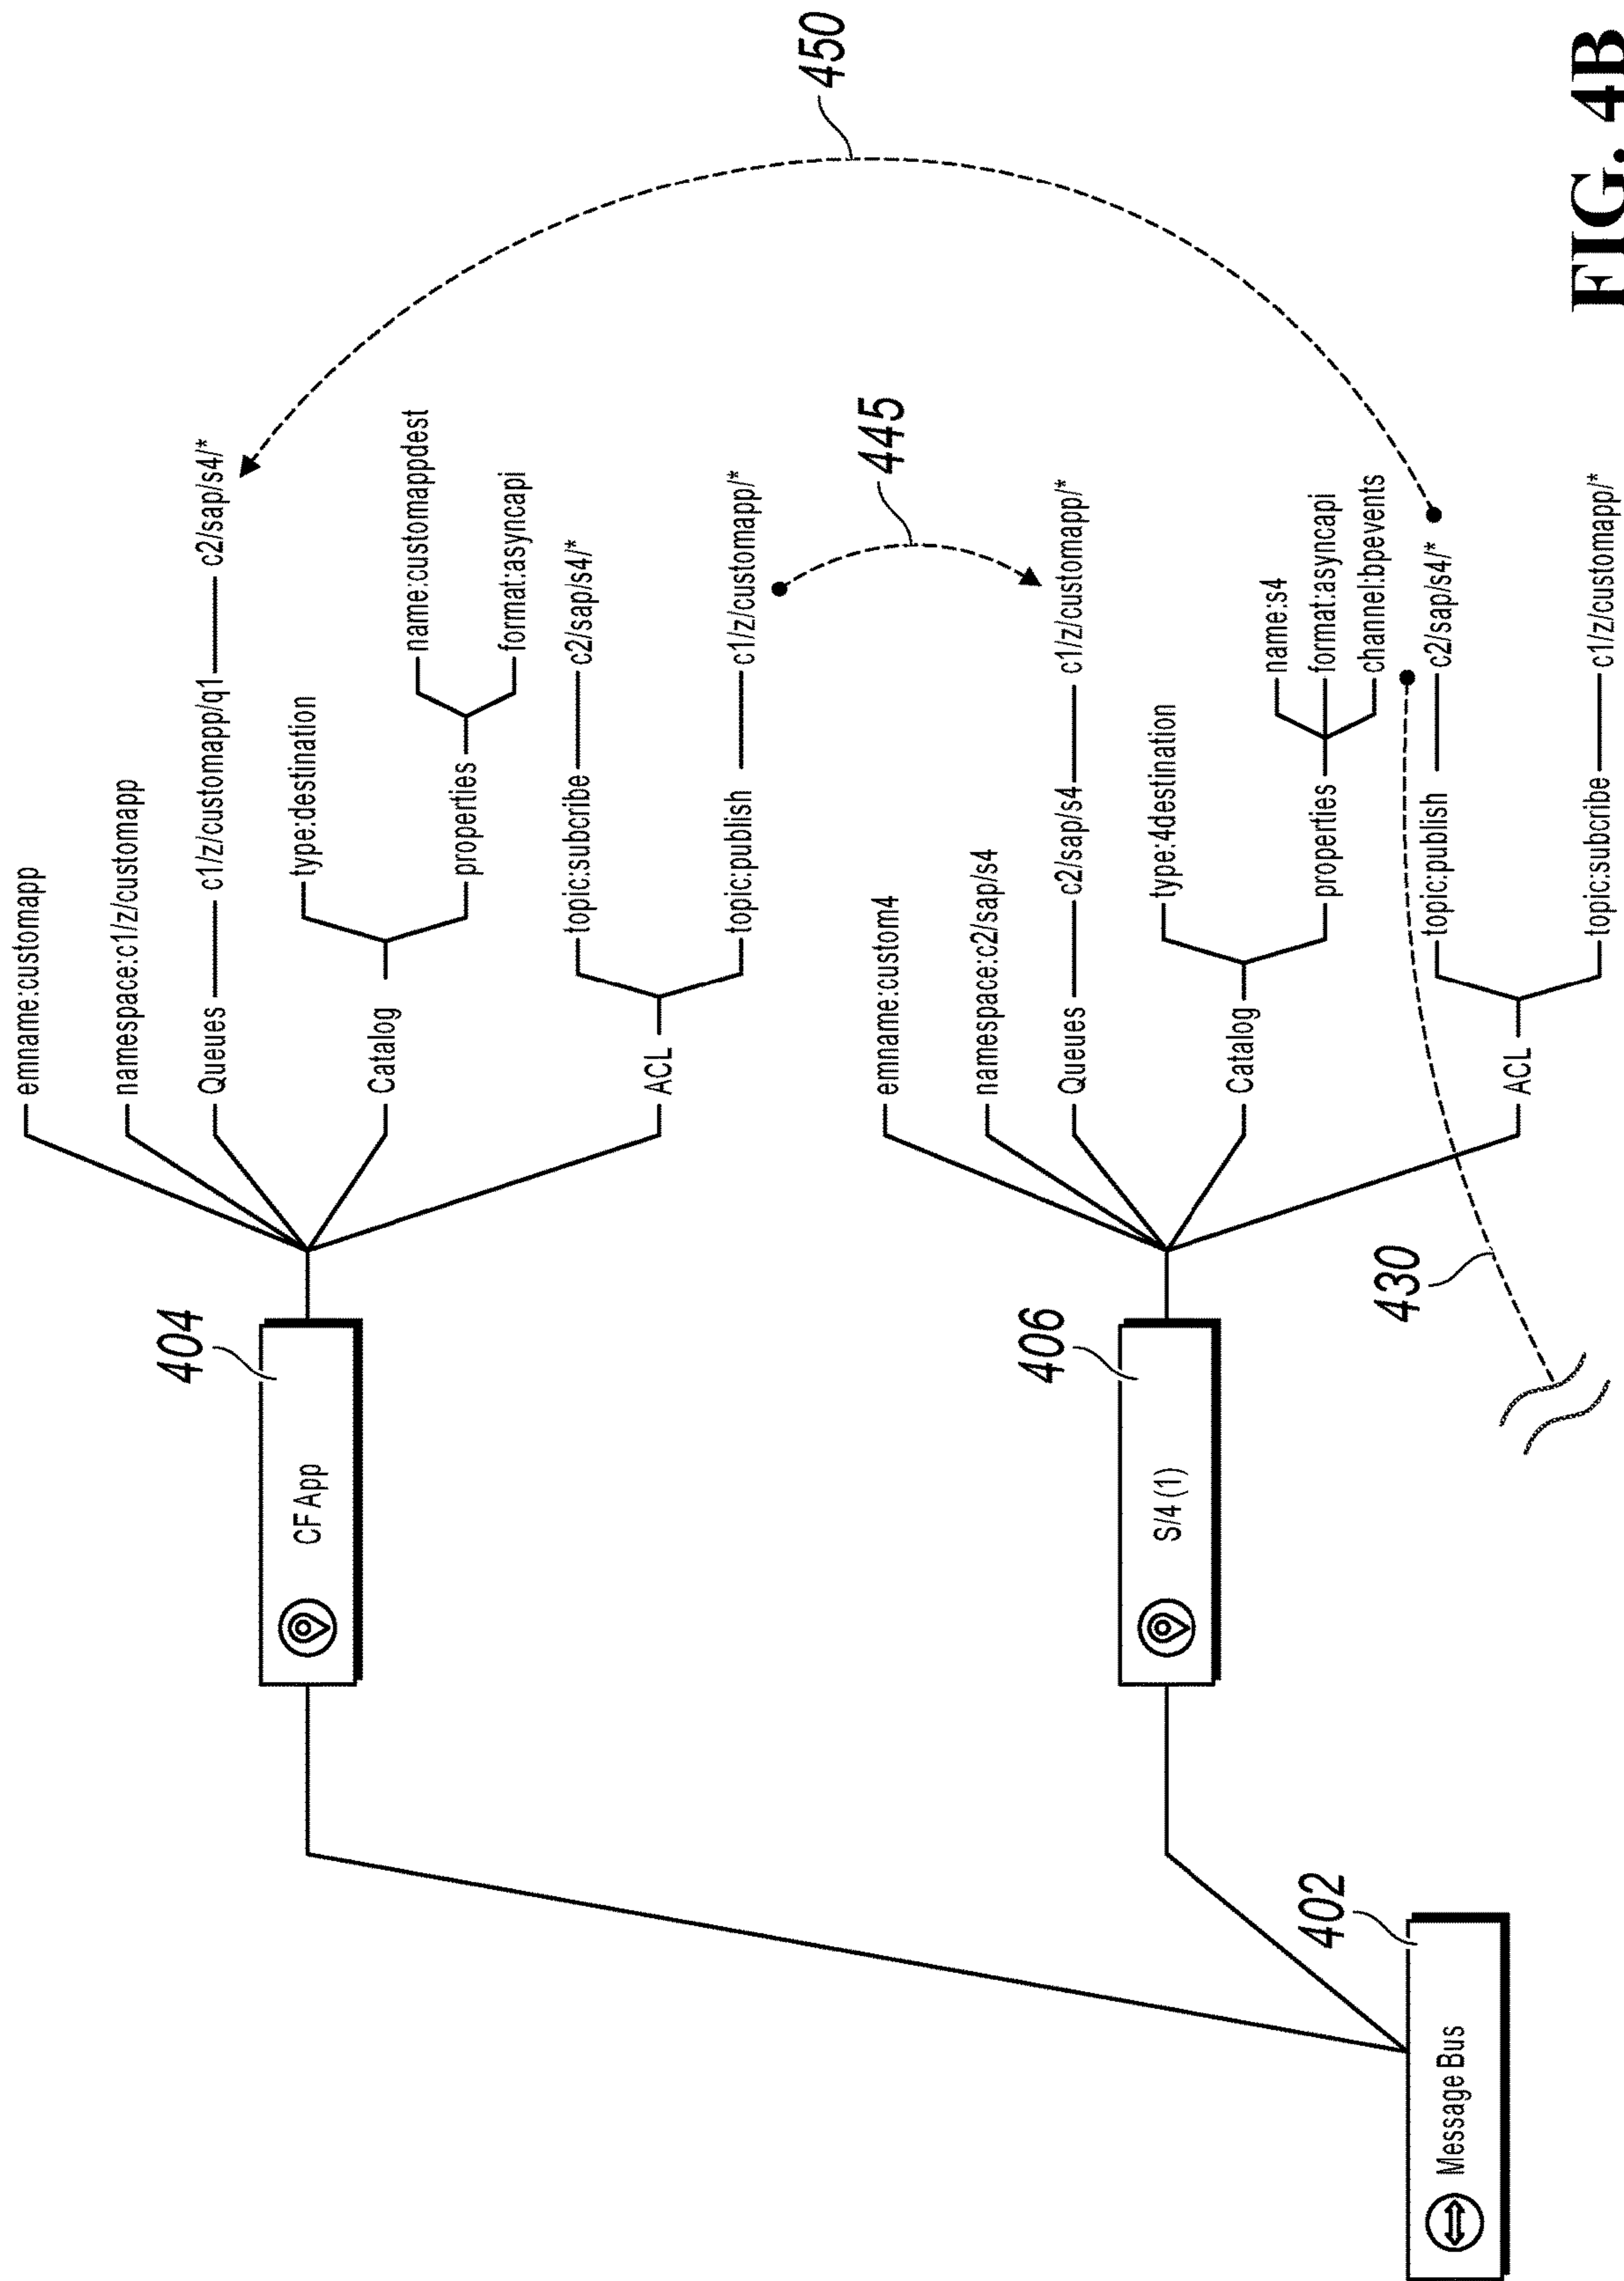 emname:customapp
namespace:c1/z/customapp
Queues c1/z/customapp/q1 c2/sap/s4/*
450
404
CF App
Catalog
type:destination
properties
name:customappdest
format:asyncapi
ACL
topic:subcribe c2/sap/s4/*
topic:publish c1/z/customapp/*
445
emname:custom4
namespace:c2/sap/s4
Queues c2/sap/s4 c1/z/customapp/*
406
S/4 (1)
Catalog
type:4destination
properties
name:s4
format:asyncapi
channel:bpevents
430
ACL
topic:publish c2/sap/s4/*
topic:subcribe c1/z/customapp/*
402
Message Bus
FIG. 4B